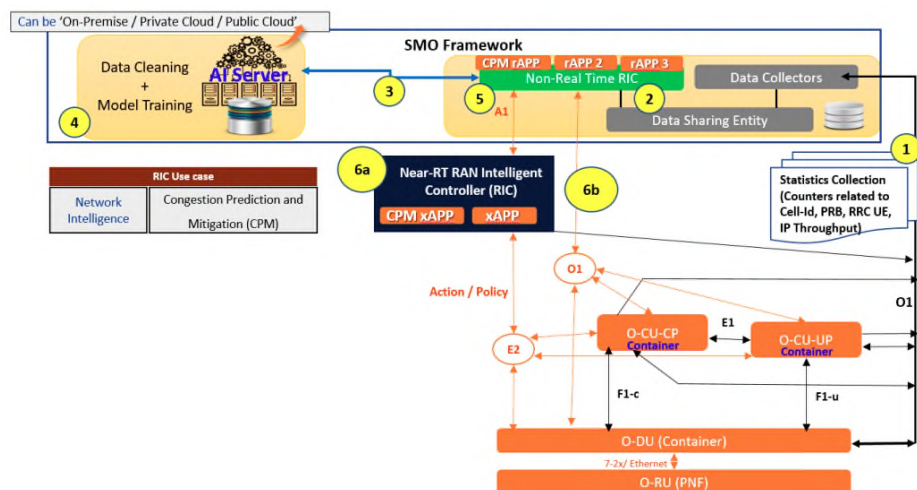 Can be 'On-Premise / Private Cloud / Public Cloud'
SMO Framework
Data Cleaning
+
Model Training
AI Server
4
3
CPM rAPP
rAPP 2
rAPP 3
Non-Real Time RIC
5
2
Data Collectors
Data Sharing Entity
A1
1
Statistics Collection
(Counters related to
Cell-Id, PRB, RRC UE,
IP Throughput)
RIC Use case
Network
Intelligence
Congestion Prediction and
Mitigation (CPM)
6a
Near-RT RAN Intelligent
Controller (RIC)
CPM xAPP
xAPP
6b
O1
O1
Action / Policy
E2
O-CU-CP
Container
E1
O-CU-UP
Container
F1-c
F1-u
O-DU (Container)
7-2x/ Ethernet
O-RU (PNF)